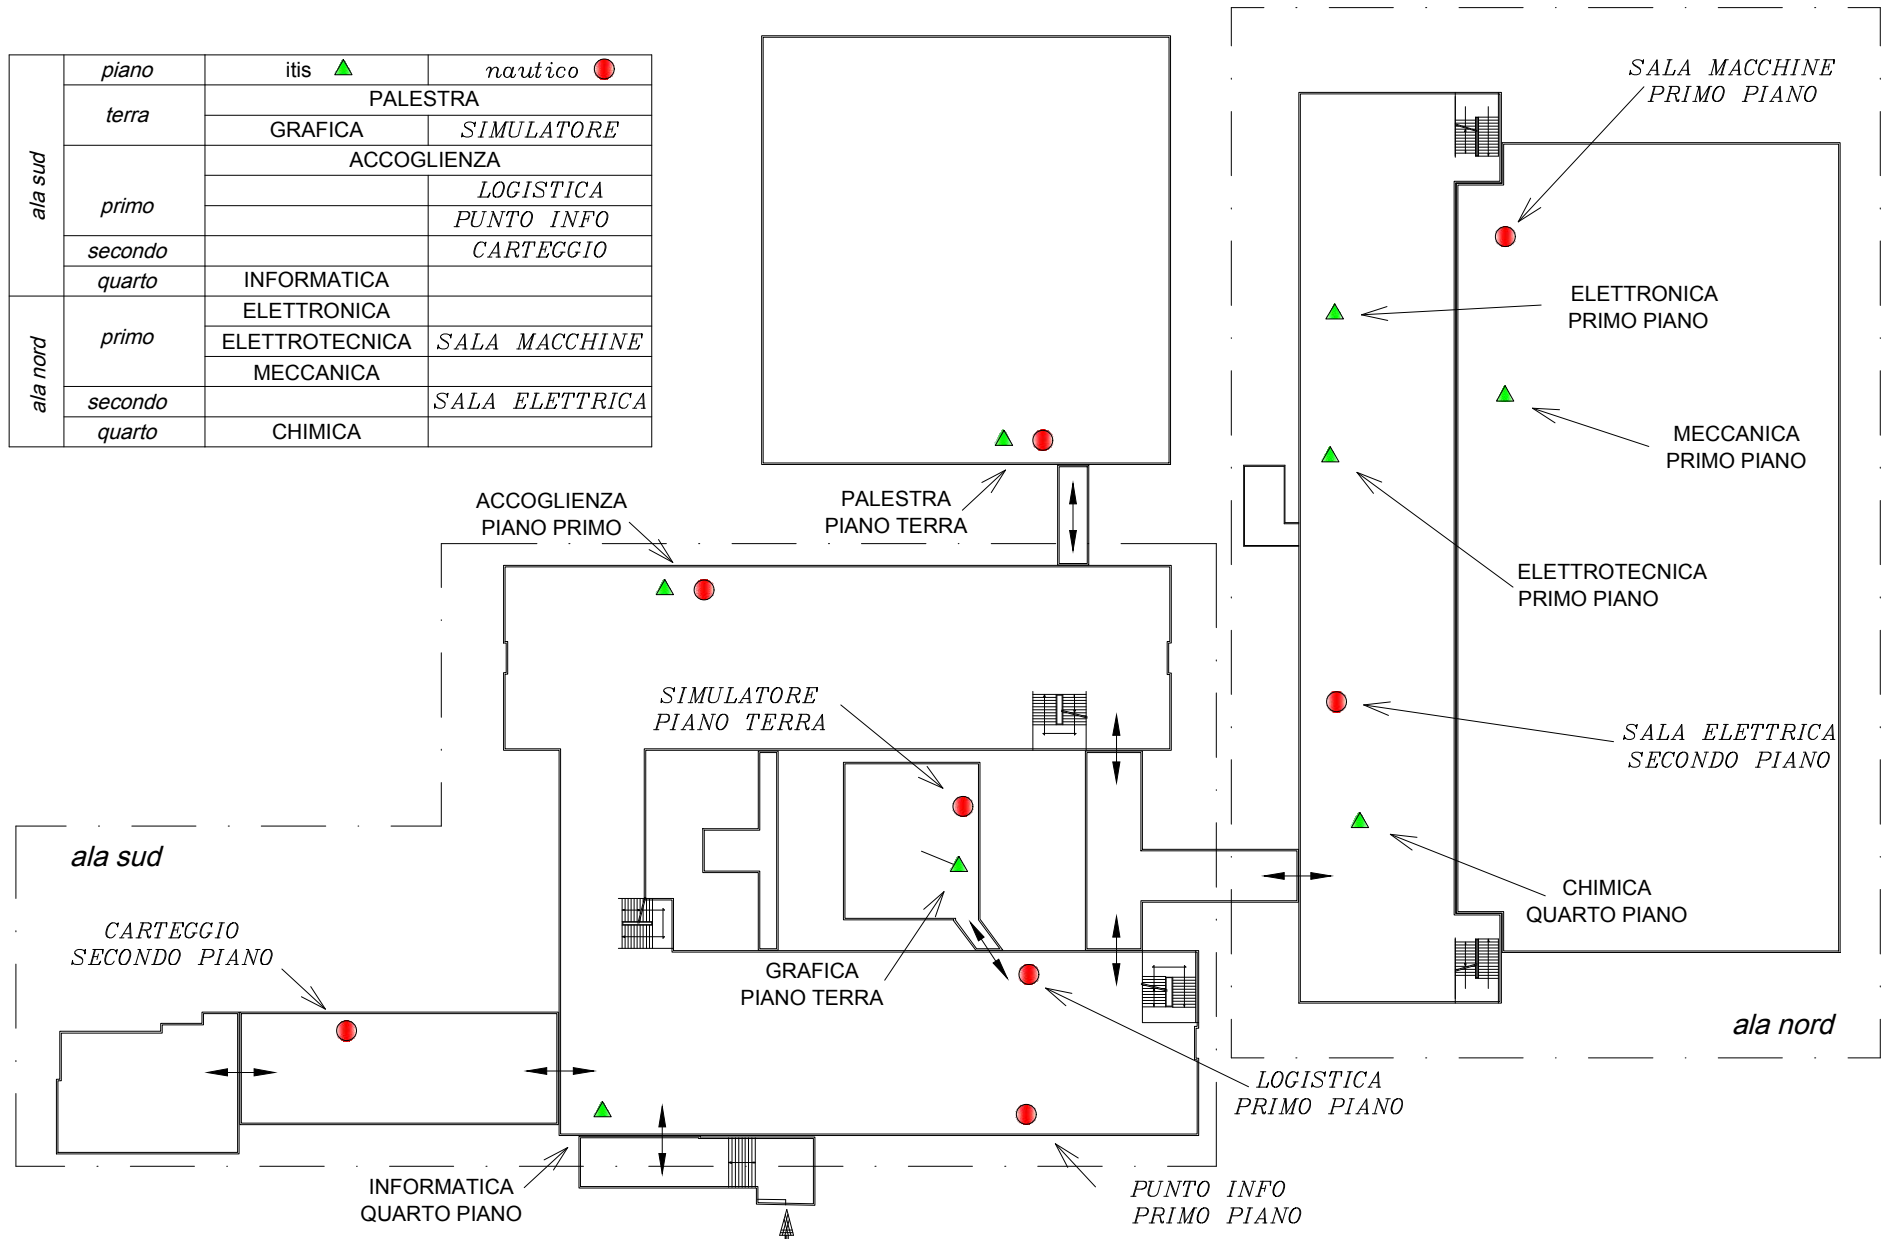 piano itis nautico
ala sud
terra
PALESTRA
GRAFICA SIMULATORE
primo
ACCOGLIENZA
LOGISTICA
PUNTO INFO
secondo CARTEGGIO
quarto INFORMATICA
ala nord
primo
ELETTRONICA
ELETTROTECNICA SALA MACCHINE
MECCANICA
secondo SALA ELETTRICA
quarto CHIMICA
SALA MACCHINE
PRIMO PIANO
ELETTRONICA
PRIMO PIANO
MECCANICA
PRIMO PIANO
ACCOGLIENZA
PIANO PRIMO
PALESTRA
PIANO TERRA
ELETTROTECNICA
PRIMO PIANO
SIMULATORE
PIANO TERRA
SALA ELETTRICA
SECONDO PIANO
ala sud
CHIMICA
QUARTO PIANO
CARTEGGIO
SECONDO PIANO
GRAFICA
PIANO TERRA
ala nord
LOGISTICA
PRIMO PIANO
INFORMATICA
QUARTO PIANO
PUNTO INFO
PRIMO PIANO